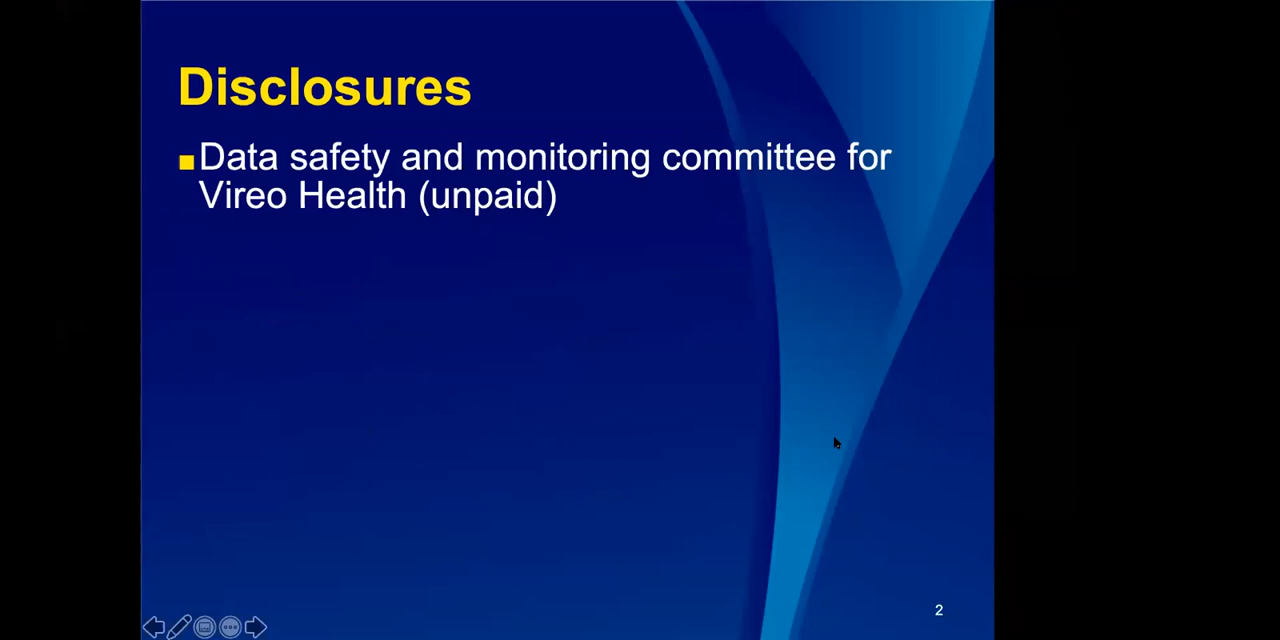 Disclosures
Data safety and monitoring committee for
Vireo Health (unpaid)
2